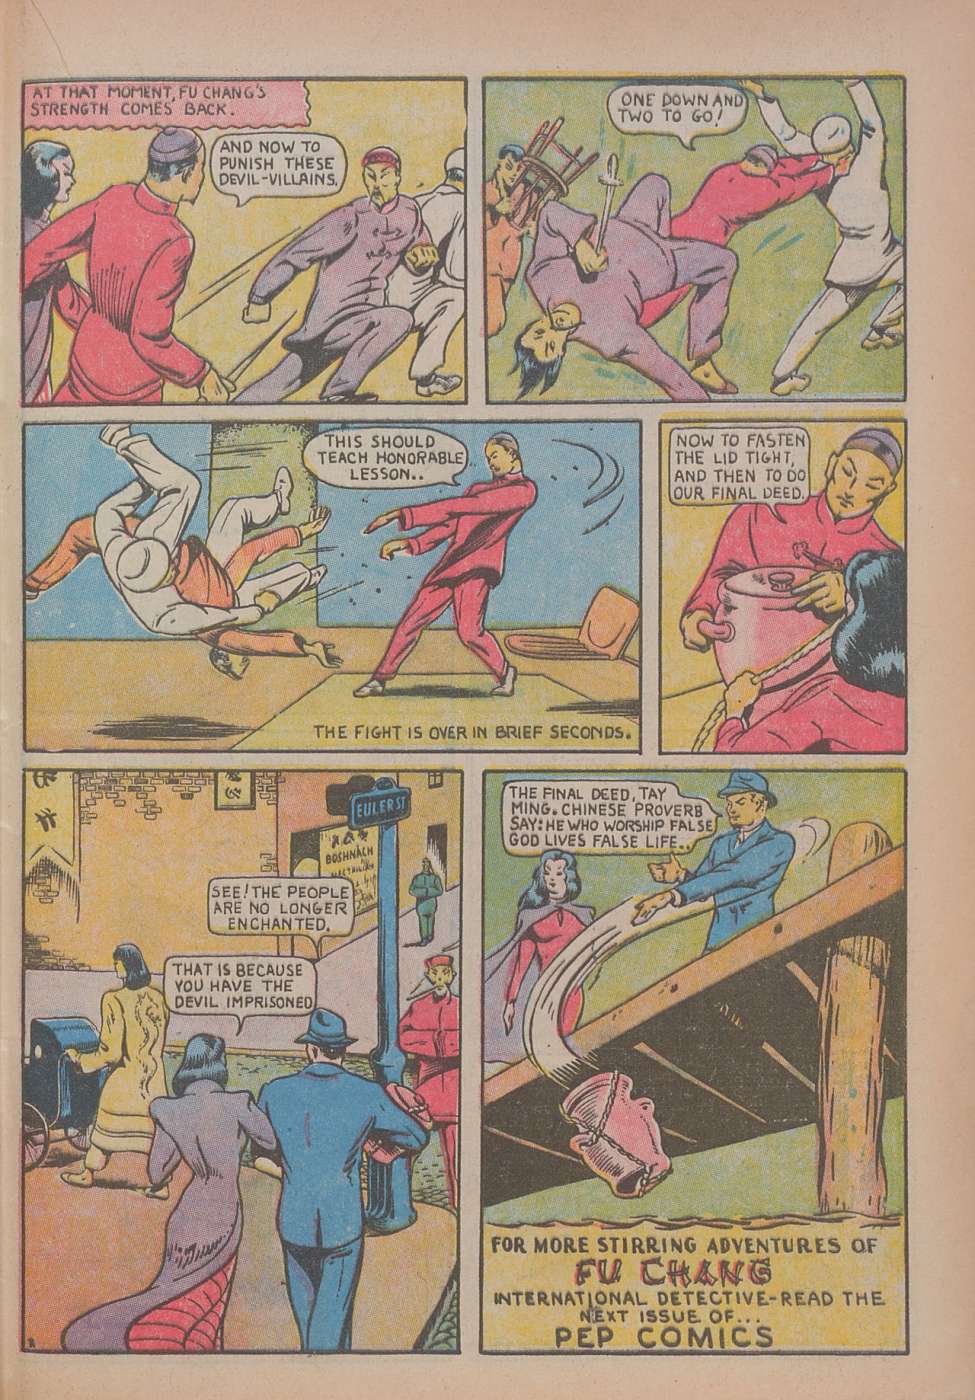 AT THAT MOMENT, FU CHANG'S
STRENGTH COMES BACK.
AND NOW TO
PUNISH THESE
DEVIL-VILLAINS.
ONE DOWN AND
TWO TO GO!
THIS SHOULD
TEACH HONORABLE
LESSON..
THE FIGHT IS OVER IN BRIEF SECONDS.
NOW TO FASTEN
THE LID TIGHT,
AND THEN TO DO
OUR FINAL DEED.
EULER ST
BOSHNACH
SEE! THE PEOPLE
ARE NO LONGER
ENCHANTED.
THAT IS BECAUSE
YOU HAVE THE
DEVIL IMPRISONED
THE FINAL DEED, TAY
MING. CHINESE PROVERB
SAY: HE WHO WORSHIP FALSE
GOD LIVES FALSE LIFE..
FOR MORE STIRRING ADVENTURES OF
FU CHANG
INTERNATIONAL DETECTIVE-READ THE
NEXT ISSUE OF...
PEP COMICS